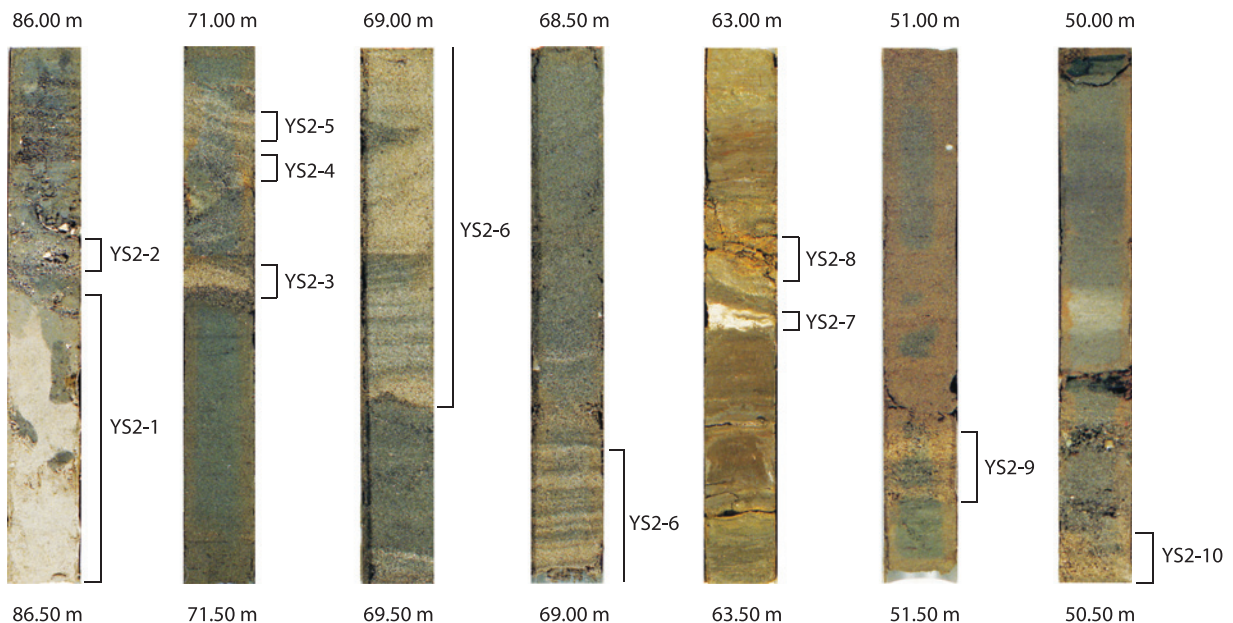 86.00 m
71.00 m
69.00 m
68.50 m
63.00 m
51.00 m
50.00 m
YS2-5
YS2-4
YS2-6
YS2-2
YS2-8
YS2-3
YS2-7
YS2-1
YS2-9
YS2-6
YS2-10
86.50 m
71.50 m
69.50 m
69.00 m
63.50 m
51.50 m
50.50 m